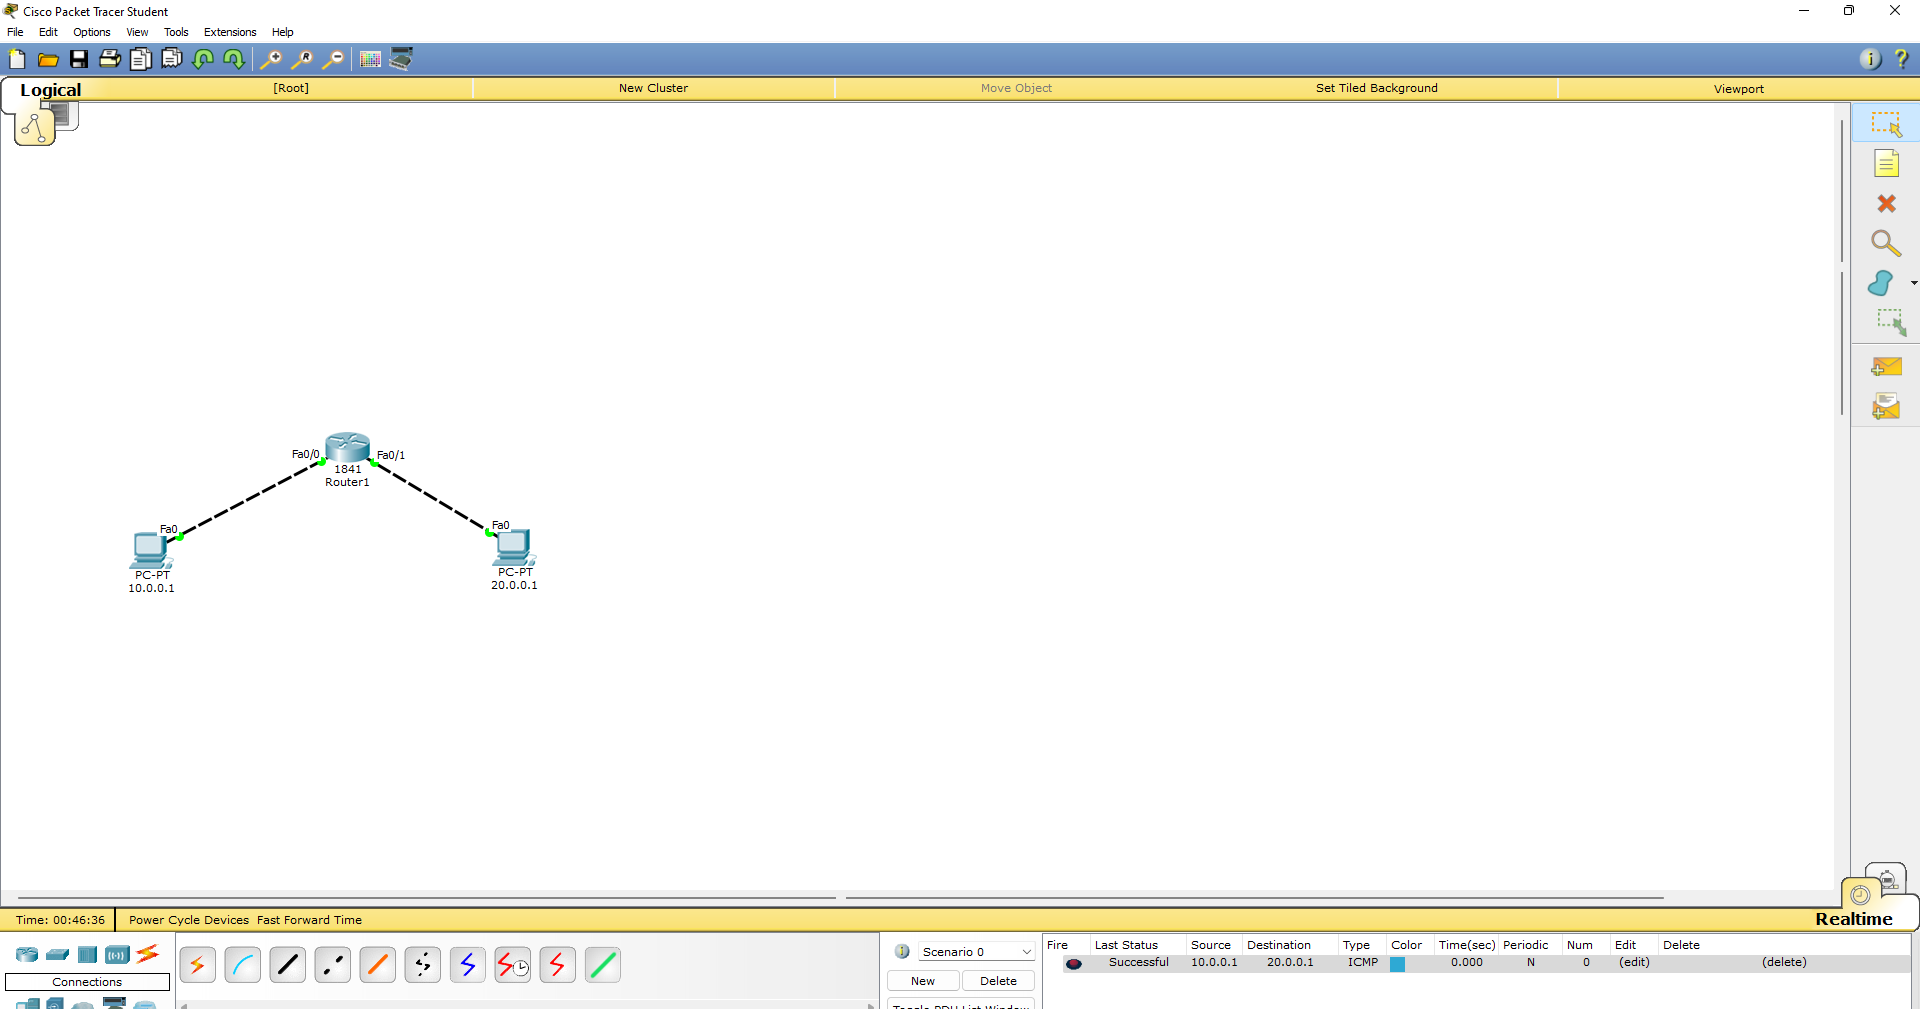 Cisco Packet Tracer Student
File Edit Options View Tools Extensions Help
Logical [Root] New Cluster Move Object Set Tiled Background Viewport
Fa0/0 Fa0/1
1841
Router1
Fa0 Fa0
PC-PT
10.0.0.1
PC-PT
20.0.0.1
Time: 00:46:36 Power Cycle Devices Fast Forward Time
Realtime
Connections
Scenario 0
New Delete
Toggle PDU List Window
Fire Last Status Source Destination Type Color Time(sec) Periodic Num Edit Delete
Successful 10.0.0.1 20.0.0.1 ICMP 0.000 N 0 (edit) (delete)